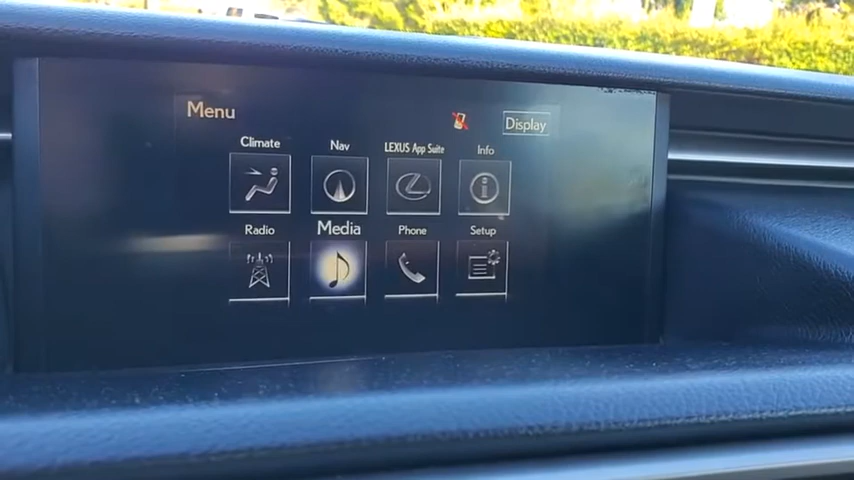 Menu
Display
Climate
Nav
LEXUS App Suite
Info
Radio
Media
Phone
Setup